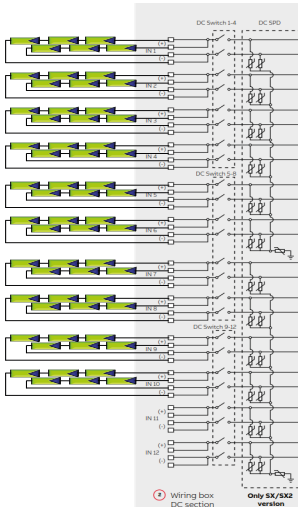 DC Switch 1-4
DC SPD
(+)
IN 1
(-)
(+)
IN 2
(-)
(+)
IN 3
(-)
(+)
IN 4
(-)
DC Switch 5-8
(+)
IN 5
(-)
(+)
IN 6
(-)
(+)
IN 7
(-)
(+)
IN 8
(-)
DC Switch 9-12
(+)
IN 9
(-)
(+)
IN 10
(-)
(+)
IN 11
(-)
(+)
IN 12
(-)
2 Wiring box
DC section
Only SX/SX2
version